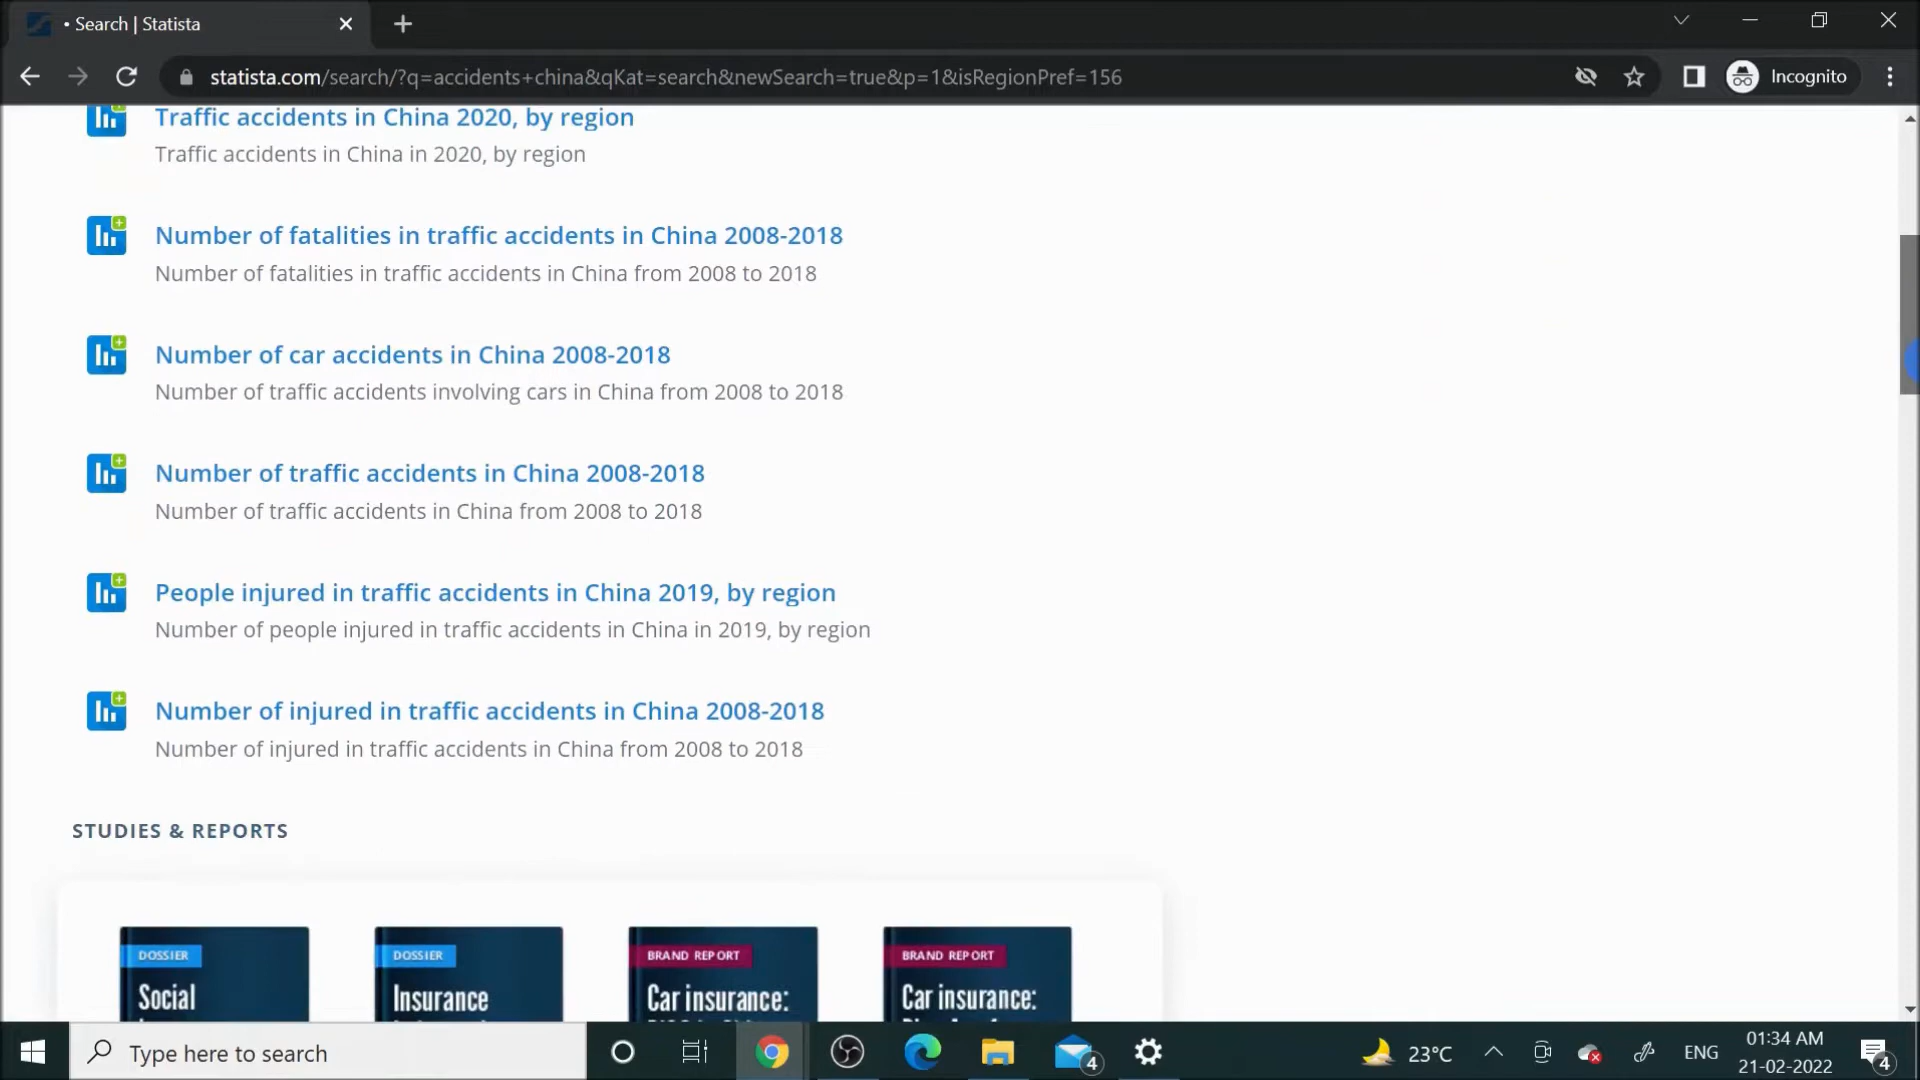 • Search | Statista
statista.com/search/?q=accidents+china&qKat=search&newSearch=true&p=1&isRegionPref=156
Incognito
Traffic accidents in China 2020, by region
Traffic accidents in China in 2020, by region
Number of fatalities in traffic accidents in China 2008-2018
Number of fatalities in traffic accidents in China from 2008 to 2018
Number of car accidents in China 2008-2018
Number of traffic accidents involving cars in China from 2008 to 2018
Number of traffic accidents in China 2008-2018
Number of traffic accidents in China from 2008 to 2018
People injured in traffic accidents in China 2019, by region
Number of people injured in traffic accidents in China in 2019, by region
Number of injured in traffic accidents in China 2008-2018
Number of injured in traffic accidents in China from 2008 to 2018
STUDIES & REPORTS
DOSSIER
Social
DOSSIER
Insurance
BRAND REPORT
Car insurance:
BRAND REPORT
Car insurance:
Type here to search
4
23°C
ENG
01:34 AM
21-02-2022
4